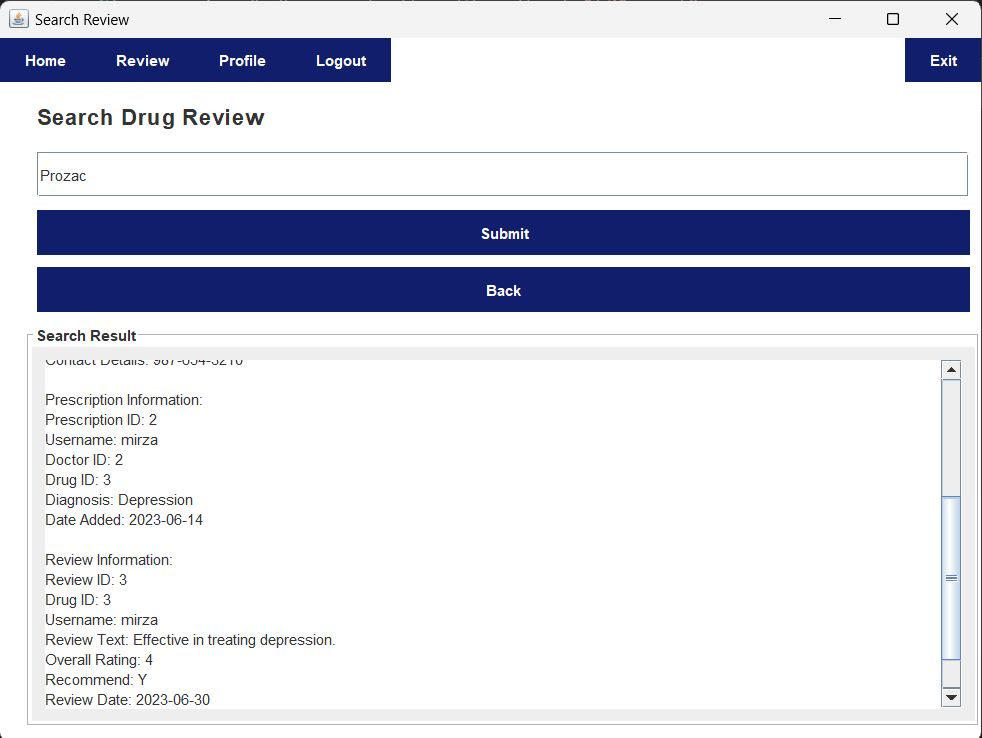 Search Review
Home Review Profile Logout Exit
Search Drug Review
Prozac
Submit
Back
Search Result
Contact Details: 987-654-3210
Prescription Information:
Prescription ID: 2
Username: mirza
Doctor ID: 2
Drug ID: 3
Diagnosis: Depression
Date Added: 2023-06-14
Review Information:
Review ID: 3
Drug ID: 3
Username: mirza
Review Text: Effective in treating depression.
Overall Rating: 4
Recommend: Y
Review Date: 2023-06-30